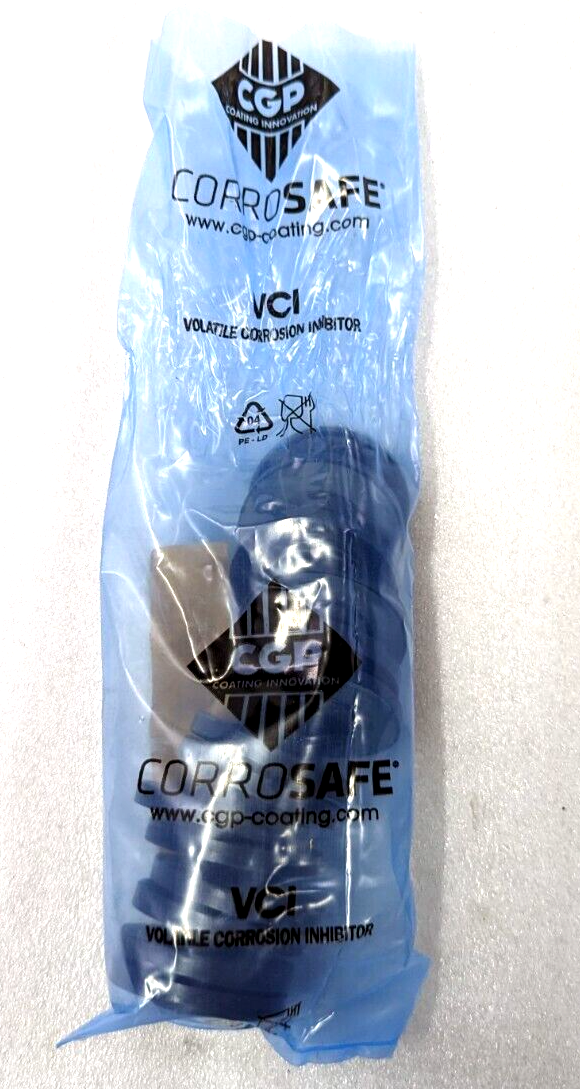 CGP
COATING INNOVATION
CORROSAFE®
www.cgp-coating.com
VCI
VOLATILE CORROSION INHIBITOR
04
PE-LD
CGP
COATING INNOVATION
CORROSAFE®
www.cgp-coating.com
VCI
VOLATILE CORROSION INHIBITOR